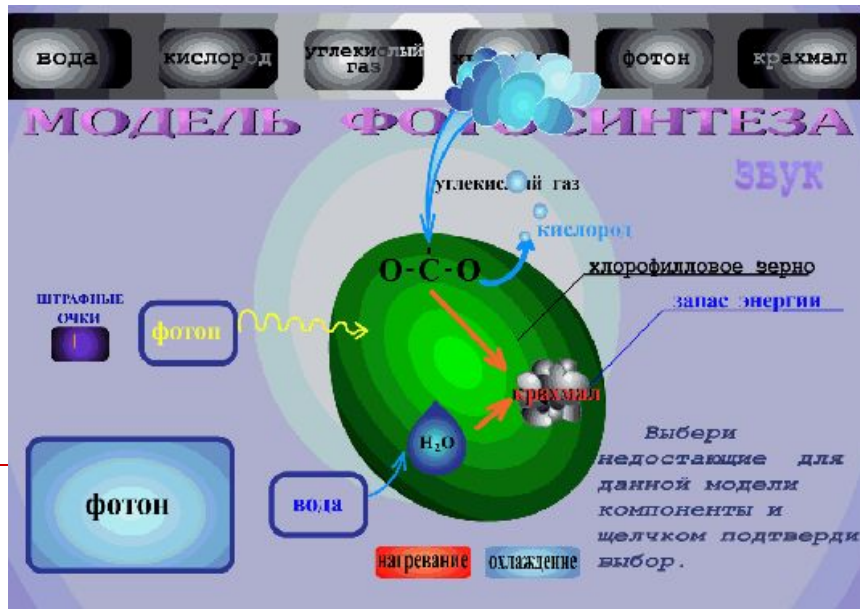 вода
кислород
углекислый
газ
фотон
крахмал
МОДЕЛЬ ФОТОСИНТЕЗА
звук
газ
кислород
O-C-O
хлорофилловое зерно
запас энергии
ШТРАФНЫЕ
ОЧКИ
фотон
крахмал
H₂O
Выбери
недостающие для
данной модели
компоненты и
щелчком подтверди
выбор.
фотон
вода
нагревание
охлаждение